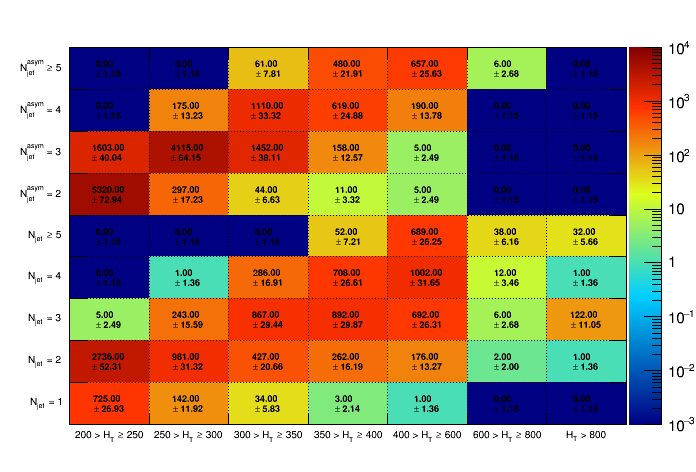 N_jet^asym ≥ 5 0.00 0.00 61.00 480.00 657.00 6.00 0.00
± 1.15 ± 1.15 ± 7.81 ± 21.91 ± 25.63 ± 2.68 ± 1.15
N_jet^asym = 4 0.00 175.00 1110.00 619.00 190.00 0.00 0.00
± 1.15 ± 13.23 ± 33.32 ± 24.88 ± 13.78 ± 1.15 ± 1.15
N_jet^asym = 3 1603.00 4115.00 1452.00 158.00 5.00 0.00 0.00
± 40.04 ± 64.15 ± 38.11 ± 12.57 ± 2.49 ± 1.15 ± 1.15
N_jet^asym = 2 5320.00 297.00 44.00 11.00 5.00 0.00 0.00
± 72.94 ± 17.23 ± 6.63 ± 3.32 ± 2.49 ± 1.15 ± 1.15
N_jet ≥ 5 0.00 0.00 0.00 52.00 689.00 38.00 32.00
± 1.15 ± 1.15 ± 1.15 ± 7.21 ± 26.25 ± 6.16 ± 5.66
N_jet = 4 0.00 1.00 286.00 708.00 1002.00 12.00 1.00
± 1.15 ± 1.36 ± 16.91 ± 26.61 ± 31.65 ± 3.46 ± 1.36
N_jet = 3 5.00 243.00 867.00 892.00 692.00 6.00 122.00
± 2.49 ± 15.59 ± 29.44 ± 29.87 ± 26.31 ± 2.68 ± 11.05
N_jet = 2 2736.00 981.00 427.00 262.00 176.00 2.00 1.00
± 52.31 ± 31.32 ± 20.66 ± 16.19 ± 13.27 ± 2.00 ± 1.36
N_jet = 1 725.00 142.00 34.00 3.00 1.00 0.00 0.00
± 26.93 ± 11.92 ± 5.83 ± 2.14 ± 1.36 ± 1.15 ± 1.15
200 > H_T ≥ 250 250 > H_T ≥ 300 300 > H_T ≥ 350 350 > H_T ≥ 400 400 > H_T ≥ 600 600 > H_T ≥ 800 H_T > 800
10⁴
10³
10²
10
1
10⁻¹
10⁻²
10⁻³